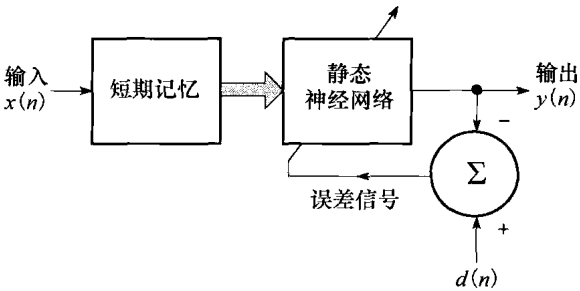 输入
x(n)
短期记忆
静态
神经网络
输出
y(n)
−
Σ
误差信号
+
d(n)